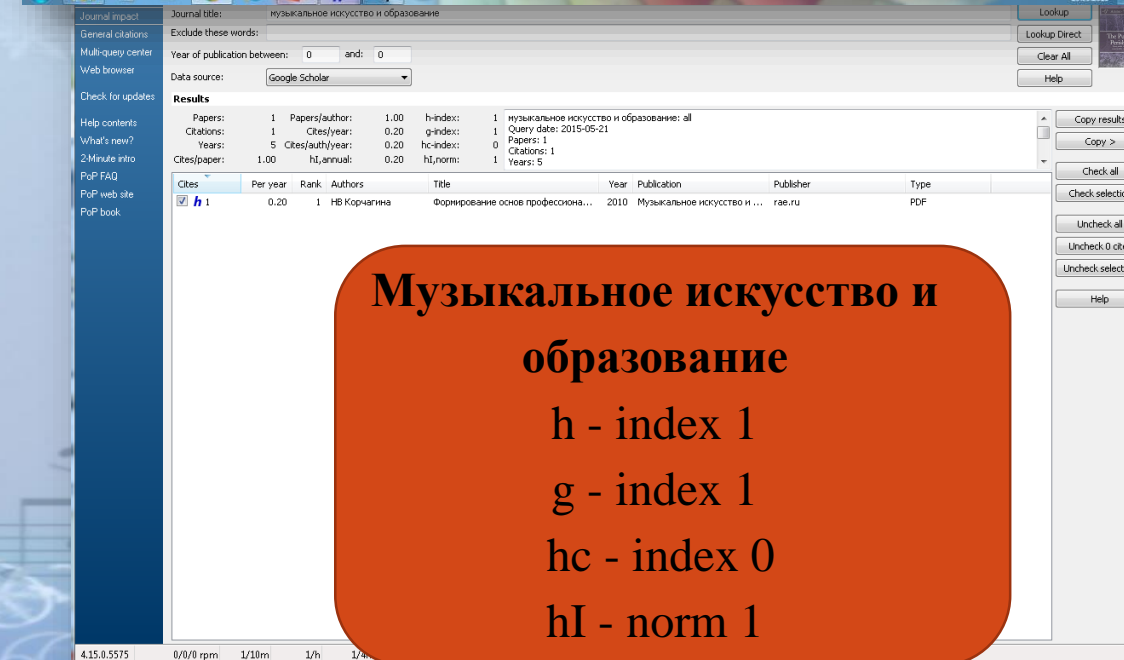 Journal impact
General citations
Multi-query center
Web browser
Check for updates
Help contents
What's new?
2-Minute intro
PoP FAQ
PoP web site
PoP book
Journal title: музыкальное искусство и образование
Exclude these words:
Year of publication between: 0 and: 0
Data source: Google Scholar
Lookup
Lookup Direct
Clear All
Help
Results
Papers: 1 Papers/author: 1.00 h-index: 1
Citations: 1 Cites/year: 0.20 g-index: 1
Years: 5 Cites/auth/year: 0.20 hc-index: 0
Cites/paper: 1.00 hI,annual: 0.20 hI,norm: 1
музыкальное искусство и образование: all
Query date: 2015-05-21
Papers: 1
Citations: 1
Years: 5
Copy results
Copy >
Check all
Check selectio
Uncheck all
Uncheck 0 cite
Uncheck select
Help
Cites Per year Rank Authors Title Year Publication Publisher Type
h 1 0.20 1 НВ Корчагина Формирование основ профессиона... 2010 Музыкальное искусство и ... rae.ru PDF
Музыкальное искусство и
образование
h - index 1
g - index 1
hc - index 0
hI - norm 1
4.15.0.5575 0/0/0 rpm 1/10m 1/h